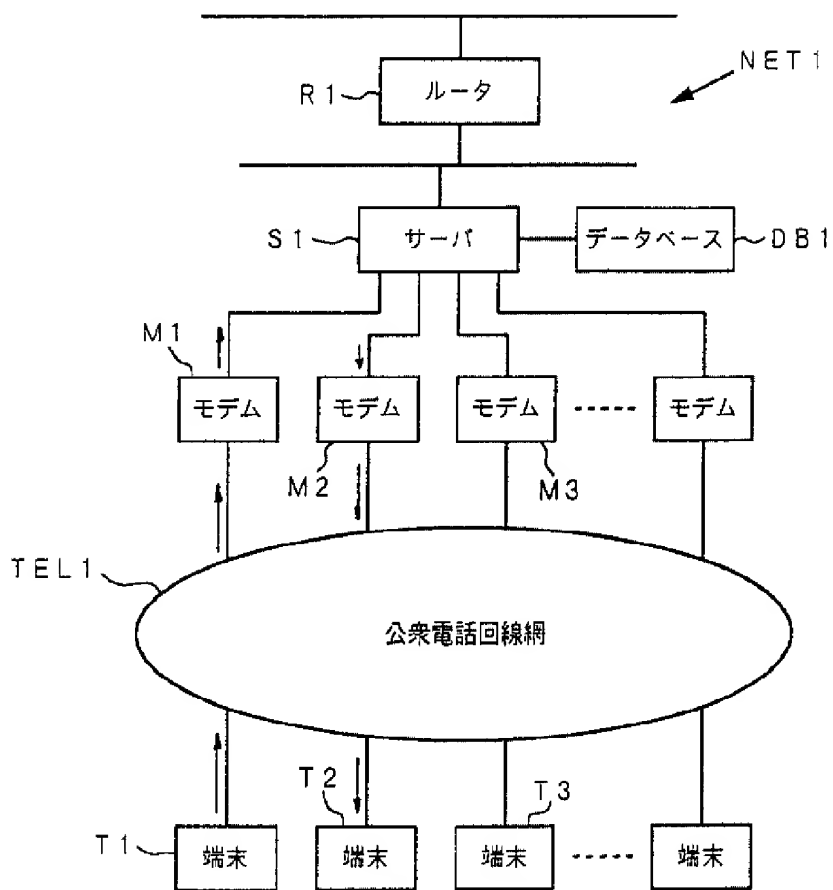 NET1
R1 ルータ
S1 サーバ データベース DB1
M1
モデム モデム モデム モデム
M2 M3
TEL1
公衆電話回線網
T2 T3
T1 端末 端末 端末 端末